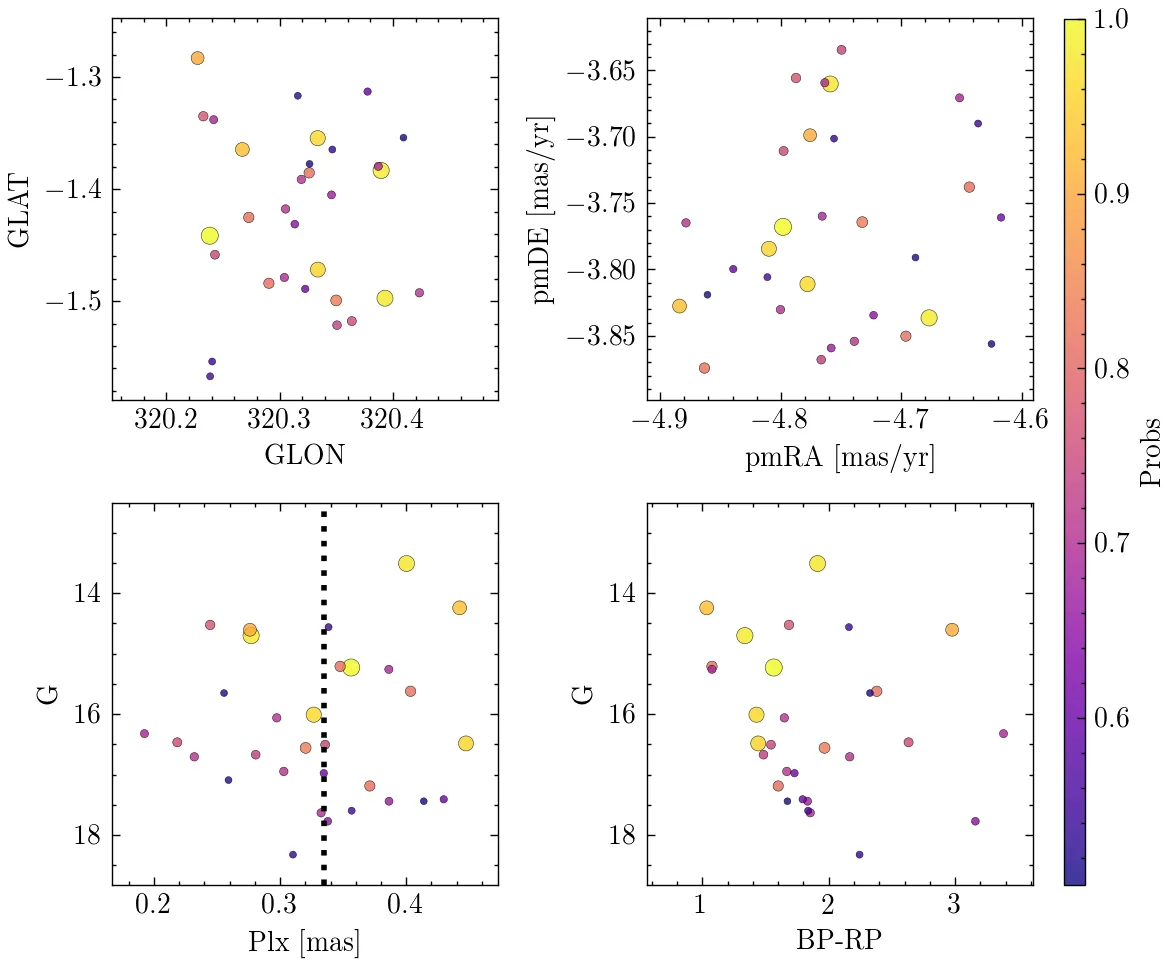 −1.3
−1.4
−1.5
GLAT
320.2 320.3 320.4
GLON
−3.65
−3.70
−3.75
−3.80
−3.85
pmDE [mas/yr]
−4.9 −4.8 −4.7 −4.6
pmRA [mas/yr]
1.0
0.9
0.8
0.7
0.6
Probs
14
16
18
G
0.2 0.3 0.4
Plx [mas]
14
16
18
G
1 2 3
BP-RP